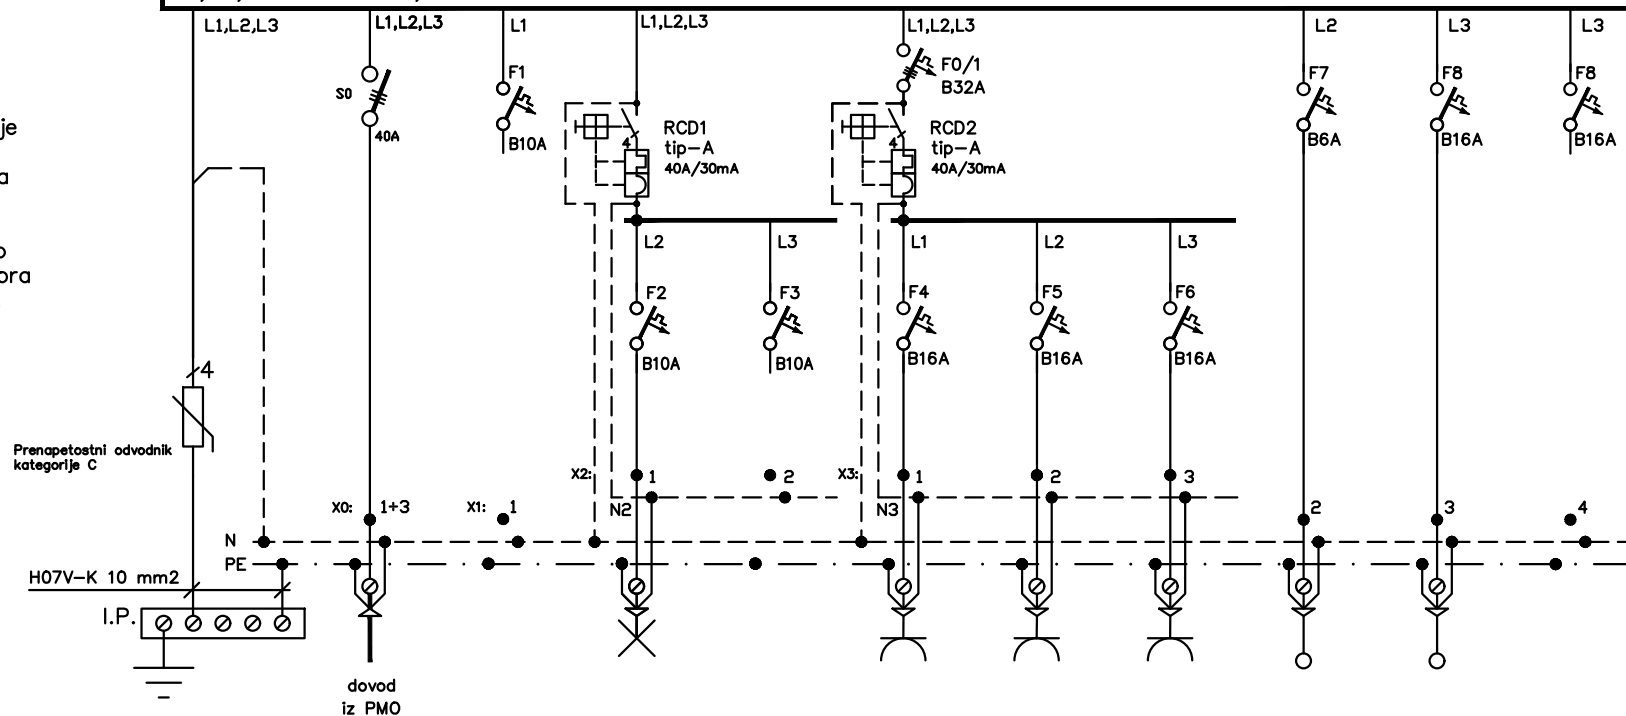 L1,L2,L3
L1,L2,L3
L1
L1,L2,L3
L1,L2,L3
L2
L3
L3
S0
40A
F1
B10A
F0/1
B32A
F7
B6A
F8
B16A
F8
B16A
RCD1
tip-A
40A/30mA
4
RCD2
tip-A
40A/30mA
4
je
a
o
ora
L2
L3
L1
L2
L3
F2
B10A
F3
B10A
F4
B16A
F5
B16A
F6
B16A
4
Prenapetostni odvodnik
kategorije C
X2:
1
2
X3:
1
2
3
N2
N3
X0:
1÷3
X1:
1
2
3
4
N
PE
H07V-K 10 mm2
I.P.
dovod
iz PMO